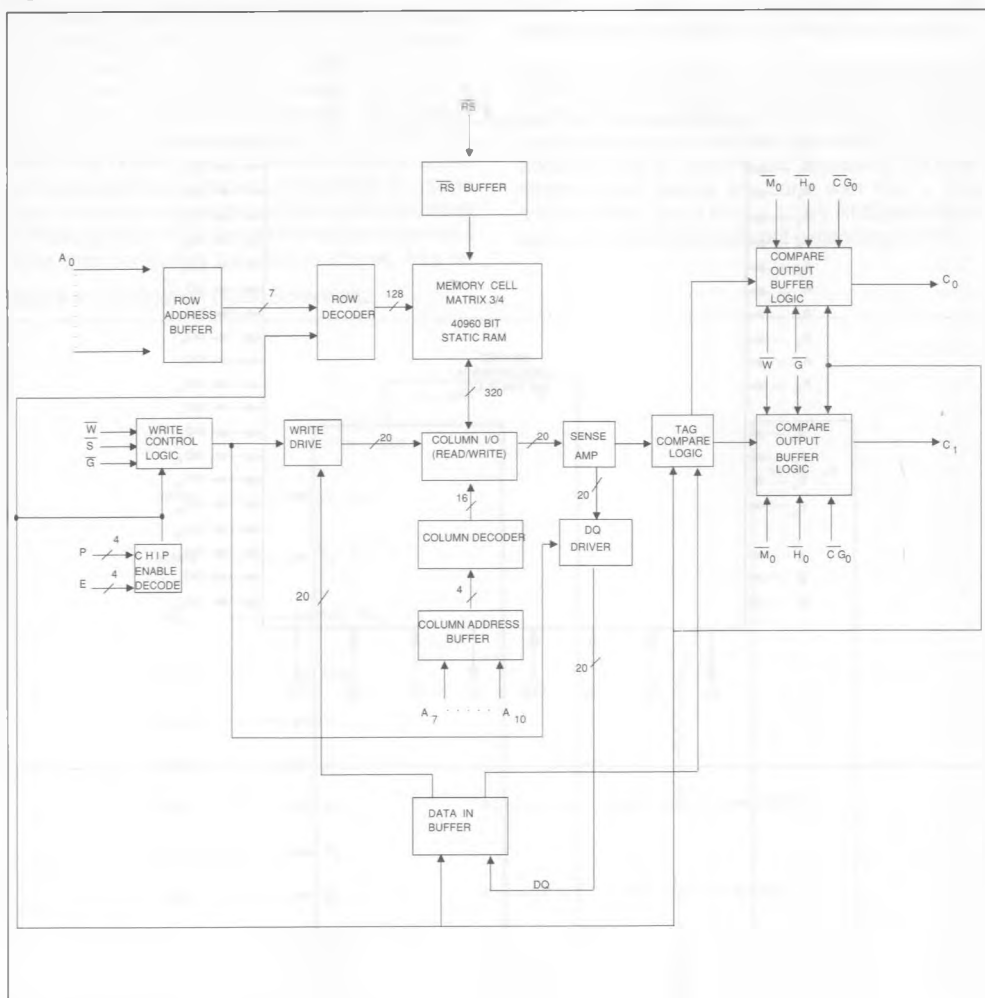 RS
RS BUFFER
M0 H0 CG0
A0
7
128
ROW
ADDRESS
BUFFER
ROW
DECODER
MEMORY CELL
MATRIX 3/4
40960 BIT
STATIC RAM
COMPARE
OUTPUT
BUFFER
LOGIC
C0
320
W G
W
S
G
WRITE
CONTROL
LOGIC
WRITE
DRIVE
20
COLUMN I/O
(READ/WRITE)
20
SENSE
AMP
TAG
COMPARE
LOGIC
COMPARE
OUTPUT
BUFFER
LOGIC
C1
16
20
P 4
E 4
CHIP
ENABLE
DECODE
COLUMN DECODER
DQ
DRIVER
M0 H0 CG0
20
4
COLUMN ADDRESS
BUFFER
20
A7 ..... A10
DATA IN
BUFFER
DQ